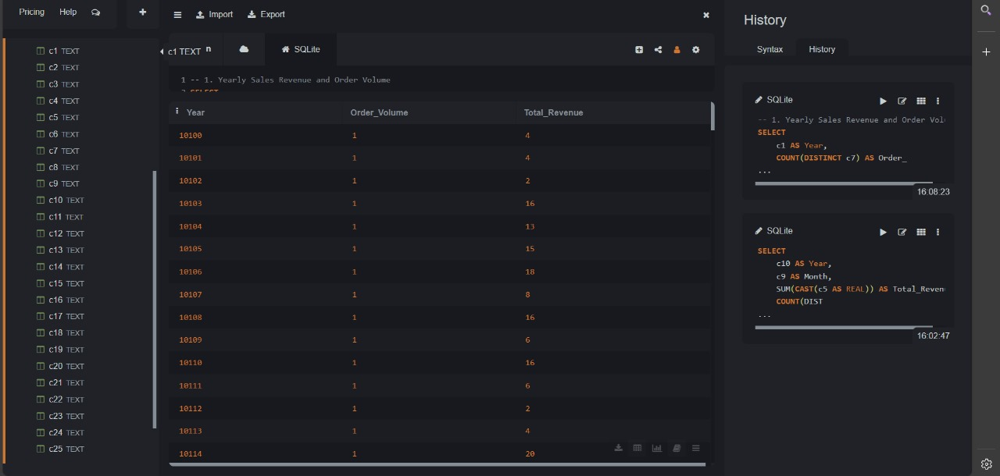 Pricing Help
Import Export
c1 TEXT n
SQLite
c1 TEXT
c2 TEXT
c3 TEXT
c4 TEXT
c5 TEXT
c6 TEXT
c7 TEXT
c8 TEXT
c9 TEXT
c10 TEXT
c11 TEXT
c12 TEXT
c13 TEXT
c14 TEXT
c15 TEXT
c16 TEXT
c17 TEXT
c18 TEXT
c19 TEXT
c20 TEXT
c21 TEXT
c22 TEXT
c23 TEXT
c24 TEXT
c25 TEXT
1 -- 1. Yearly Sales Revenue and Order Volume
2 SELECT
Year Order_Volume Total_Revenue
10100 1 4
10101 1 4
10102 1 2
10103 1 16
10104 1 13
10105 1 15
10106 1 18
10107 1 8
10108 1 16
10109 1 6
10110 1 16
10111 1 6
10112 1 2
10113 1 4
10114 1 20
History
Syntax History
SQLite
-- 1. Yearly Sales Revenue and Order Vol
SELECT
c1 AS Year,
COUNT(DISTINCT c7) AS Order_
...
16:08:23
SQLite
SELECT
c10 AS Year,
c9 AS Month,
SUM(CAST(c5 AS REAL)) AS Total_Reven
COUNT(DIST
...
16:02:47